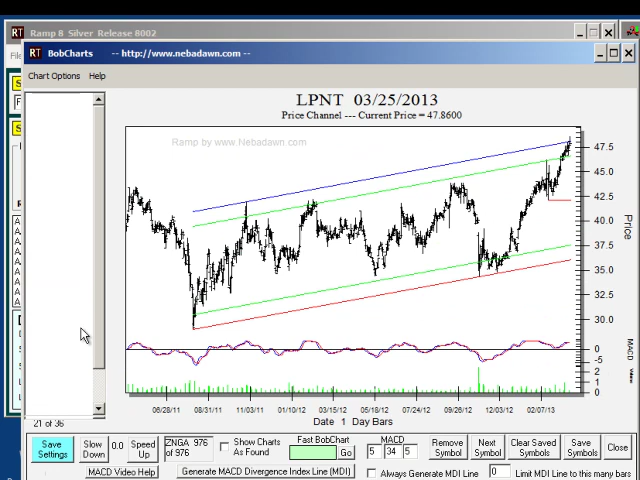 Ramp 8 Silver Release 8002
File
BobCharts -- http://www.nebadawn.com --
Chart Options Help
LPNT 03/25/2013
Price Channel --- Current Price = 47.8600
Ramp by www.Nebadawn.com
47.5
45.0
42.5
40.0
37.5
35.0
32.5
30.0
Price
0
-5
MACD
2
1
0
View
06/28/11 08/31/11 11/03/11 01/10/12 03/15/12 05/18/12 07/24/12 09/26/12 12/03/12 02/07/13
Date 1 Day Bars
21 of 36
Save Settings
Slow Down
0.0
Speed Up
ZNGA 976 of 976
Show Charts As Found
Fast BobChart
Go
MACD
5 34 5
Remove Symbol
Next Symbol
Clear Saved Symbols
Save Symbols
Close
MACD Video Help
Generate MACD Divergence Index Line (MDI)
Always Generate MDI Line
0
Limit MDI Line to this many bars